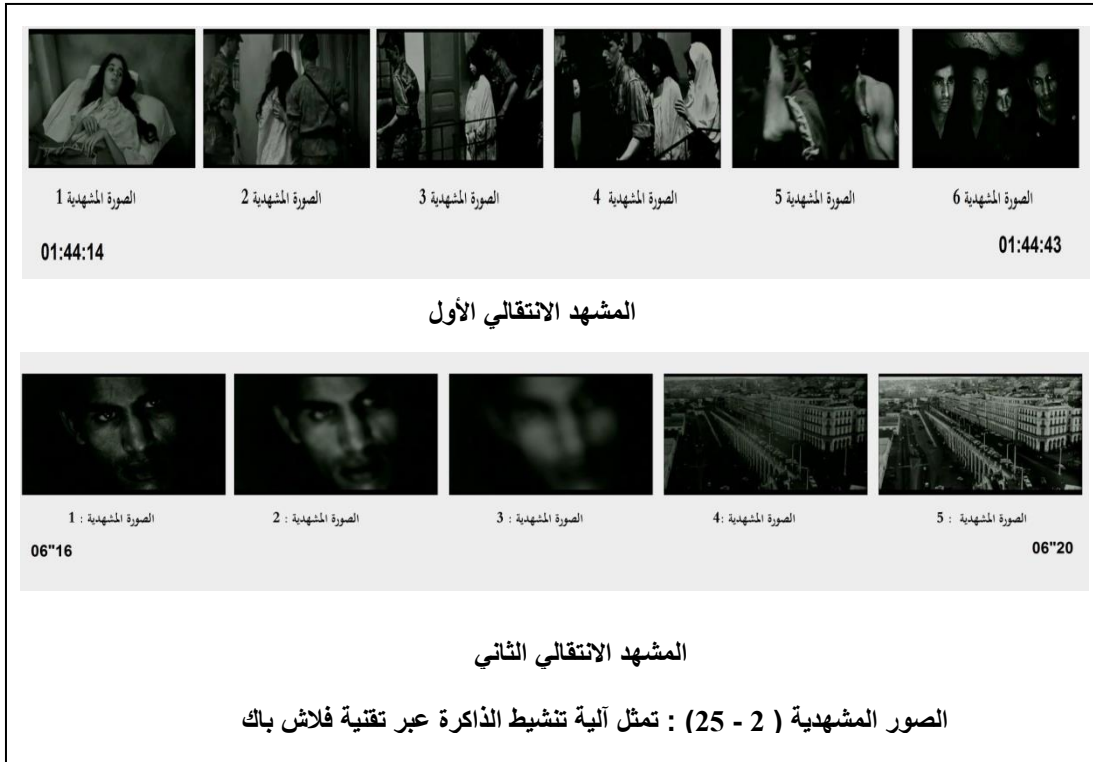 الصورة المشهدية 1 الصورة المشهدية 2 الصورة المشهدية 3 الصورة المشهدية 4 الصورة المشهدية 5 الصورة المشهدية 6
01:44:14 01:44:43
المشهد الانتقالي الأول
الصورة المشهدية : 1 الصورة المشهدية : 2 الصورة المشهدية : 3 الصورة المشهدية :4 الصورة المشهدية : 5
06"16 06"20
المشهد الانتقالي الثاني
الصور المشهدية ( 2 - 25) : تمثل آلية تنشيط الذاكرة عبر تقنية فلاش باك